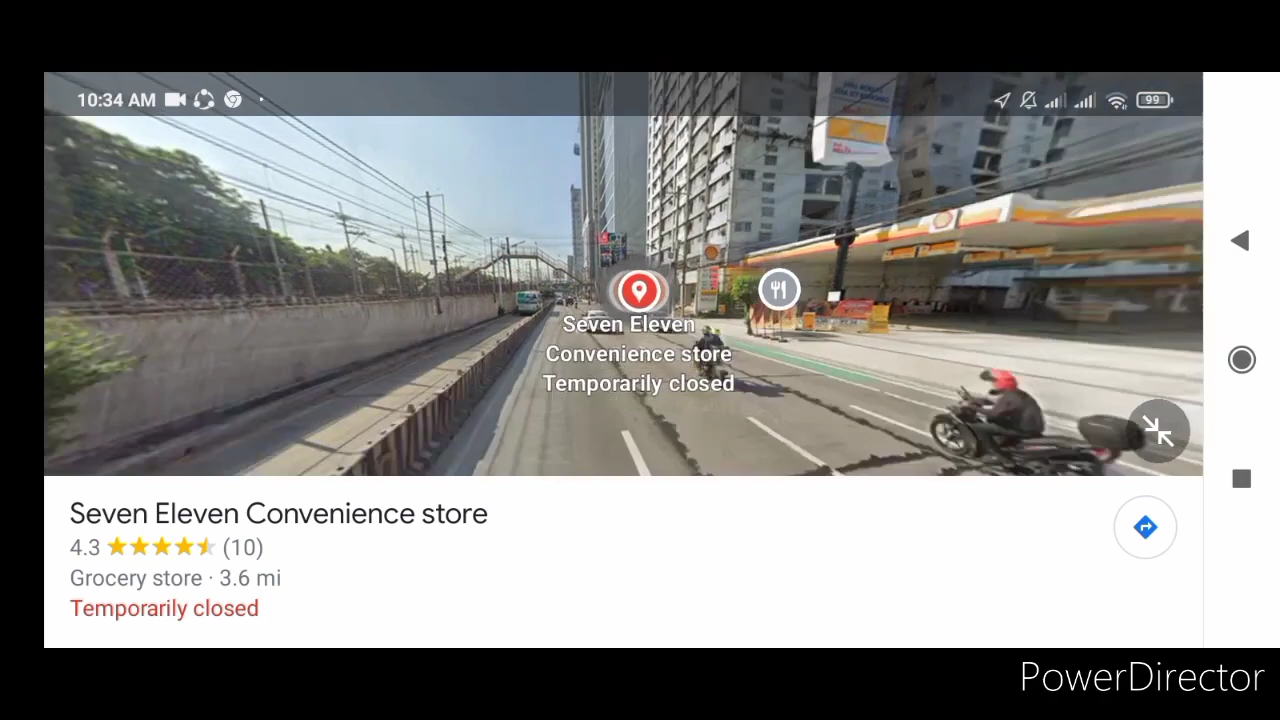 10:34 AM
99
Seven Eleven
Convenience store
Temporarily closed
Seven Eleven Convenience store
4.3 (10)
Grocery store · 3.6 mi
Temporarily closed
PowerDirector